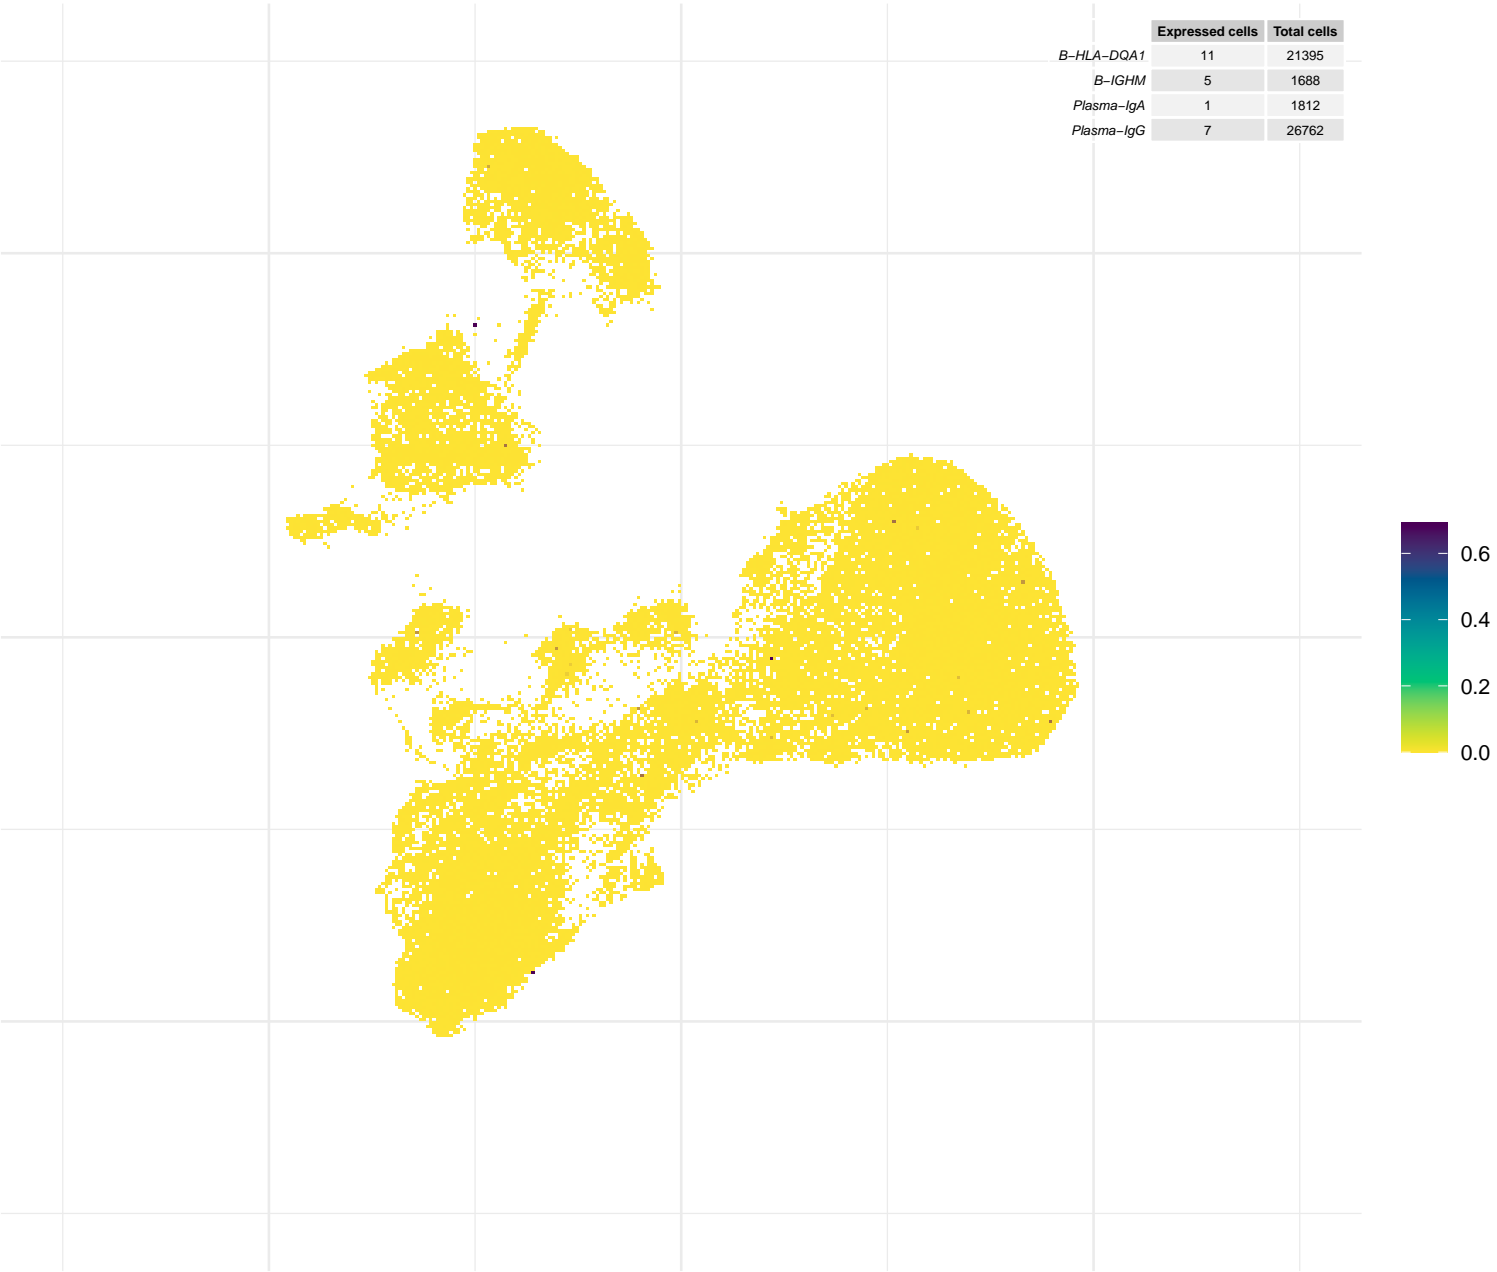 Expressed cells Total cells
B−HLA−DQA1 11 21395
B−IGHM 5 1688
Plasma−IgA 1 1812
Plasma−IgG 7 26762
0.6
0.4
0.2
0.0